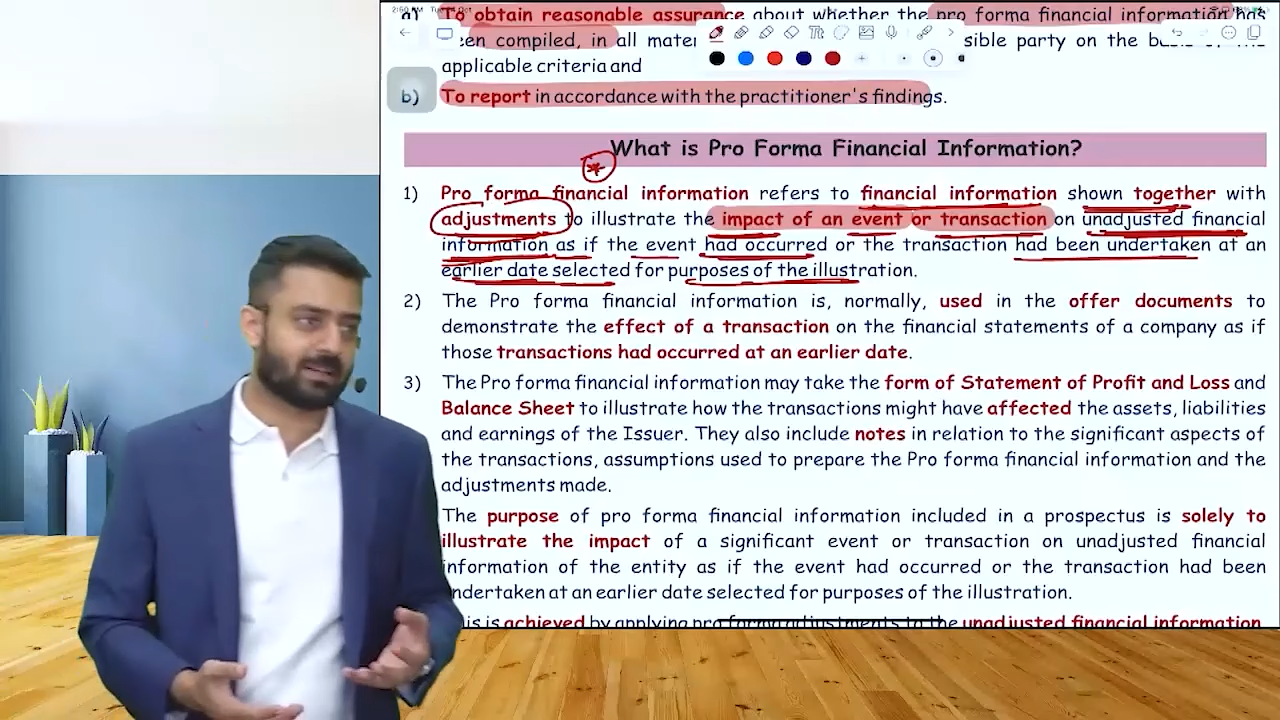 a) To obtain reasonable assurance about whether the pro forma financial information has
been compiled, in all mater sible party on the basis of the
applicable criteria and
b) To report in accordance with the practitioner's findings.
What is Pro Forma Financial Information?
1) Pro forma financial information refers to financial information shown together with
adjustments to illustrate the impact of an event or transaction on unadjusted financial
information as if the event had occurred or the transaction had been undertaken at an
earlier date selected for purposes of the illustration.
2) The Pro forma financial information is, normally, used in the offer documents to
demonstrate the effect of a transaction on the financial statements of a company as if
those transactions had occurred at an earlier date.
3) The Pro forma financial information may take the form of Statement of Profit and Loss and
Balance Sheet to illustrate how the transactions might have affected the assets, liabilities
and earnings of the Issuer. They also include notes in relation to the significant aspects of
the transactions, assumptions used to prepare the Pro forma financial information and the
adjustments made.
The purpose of pro forma financial information included in a prospectus is solely to
illustrate the impact of a significant event or transaction on unadjusted financial
information of the entity as if the event had occurred or the transaction had been
undertaken at an earlier date selected for purposes of the illustration.
This is achieved by applying pro forma adjustments to the unadjusted financial information.